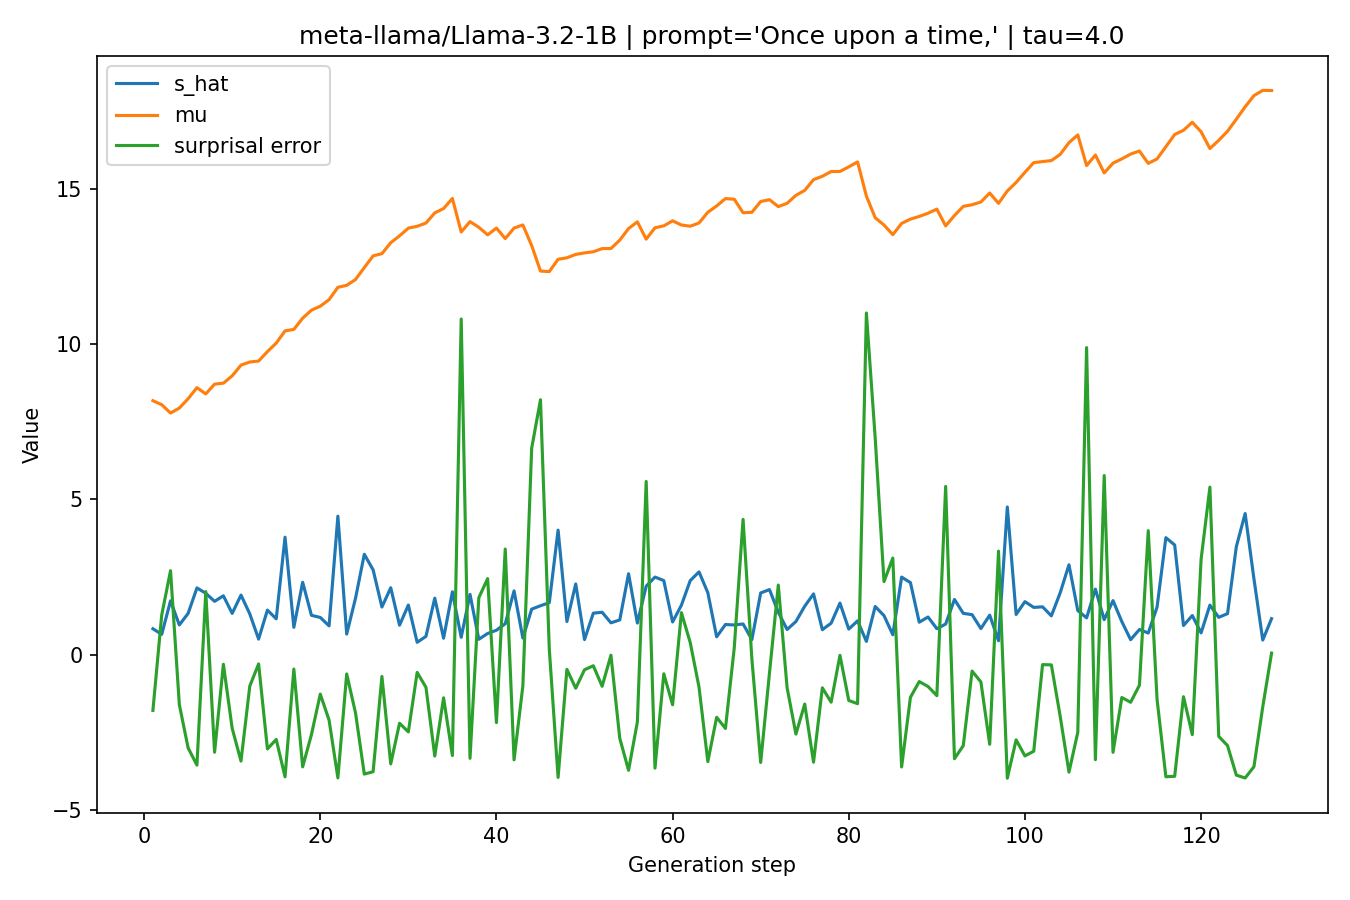 meta-llama/Llama-3.2-1B | prompt='Once upon a time,' | tau=4.0
s_hat
mu
surprisal error
Value
15
10
5
0
−5
0 20 40 60 80 100 120
Generation step